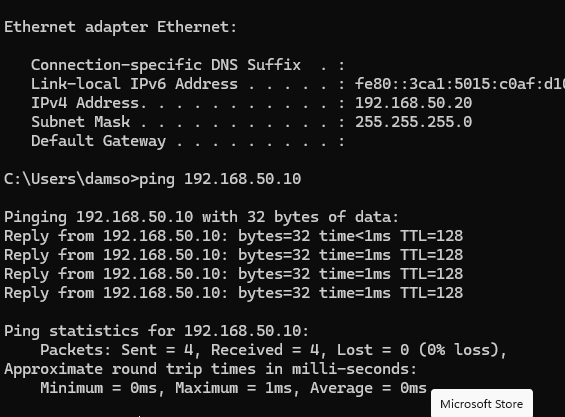 Ethernet adapter Ethernet:
Connection-specific DNS Suffix  . :
Link-local IPv6 Address . . . . . : fe80::3ca1:5015:c0af:d10
IPv4 Address. . . . . . . . . . . : 192.168.50.20
Subnet Mask . . . . . . . . . . . : 255.255.255.0
Default Gateway . . . . . . . . . :
C:\Users\damso>ping 192.168.50.10
Pinging 192.168.50.10 with 32 bytes of data:
Reply from 192.168.50.10: bytes=32 time<1ms TTL=128
Reply from 192.168.50.10: bytes=32 time=1ms TTL=128
Reply from 192.168.50.10: bytes=32 time=1ms TTL=128
Reply from 192.168.50.10: bytes=32 time=1ms TTL=128
Ping statistics for 192.168.50.10:
Packets: Sent = 4, Received = 4, Lost = 0 (0% loss),
Approximate round trip times in milli-seconds:
Minimum = 0ms, Maximum = 1ms, Average = 0ms
Microsoft Store